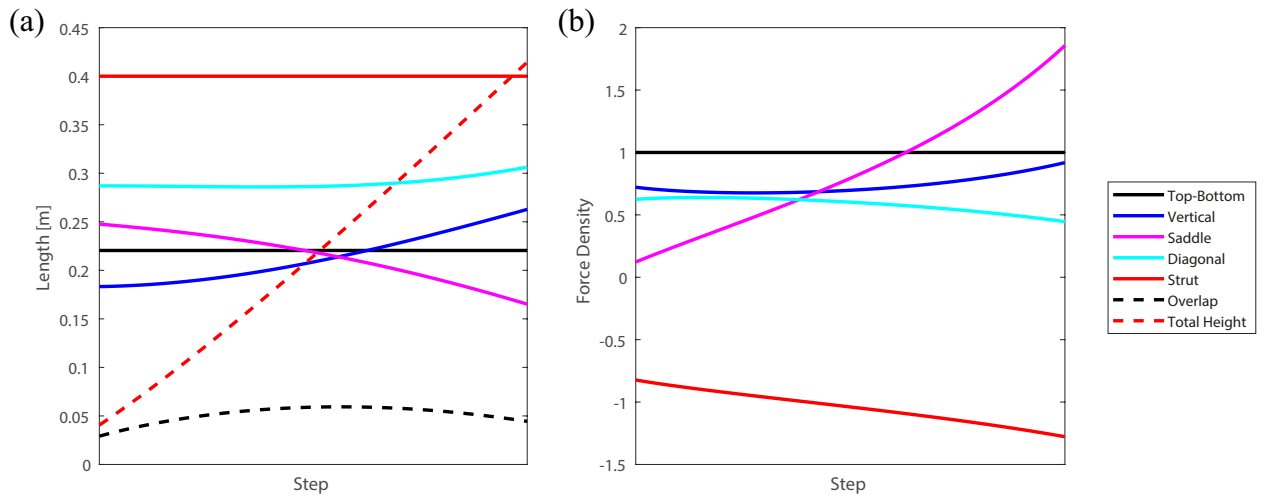 (a)
0.45
0.4
0.35
0.3
0.25
0.2
0.15
0.1
0.05
0
Length [m]
Step
(b)
2
1.5
1
0.5
0
-0.5
-1
-1.5
Force Density
Step
Top-Bottom
Vertical
Saddle
Diagonal
Strut
Overlap
Total Height